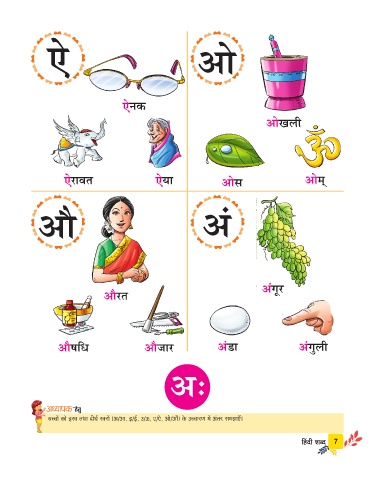 ऐ
ऐनक
ऐरावत
ऐया
ओ
ओखली
ओस
ओम्
ॐ
औ
औरत
औषधि
औजार
अं
अंगूर
अंडा
अंगुली
अः
अध्यापक हेतु
बच्चों को ह्रस्व तथा दीर्घ स्वरों (अ/आ, इ/ई, उ/ऊ, ए/ऐ, ओ/औ) के उच्चारण में अंतर समझाएँ।
हिंदी शब्द 7